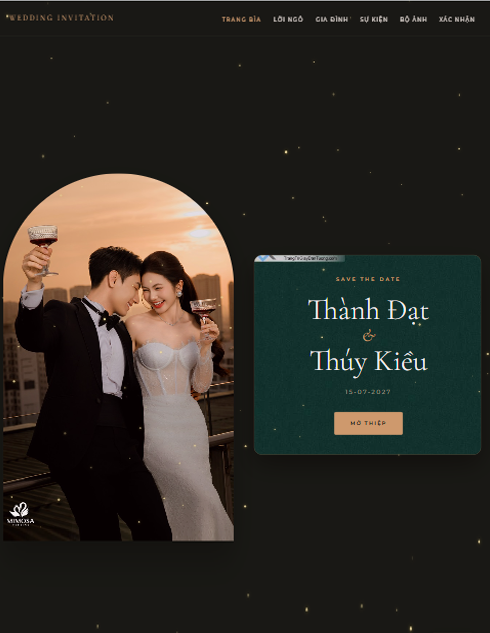 WEDDING INVITATION
TRANG BÌA LỜI NGỎ GIA ĐÌNH SỰ KIỆN BỘ ẢNH XÁC NHẬN
SAVE THE DATE
Thành Đạt
&
Thúy Kiều
15-07-2027
MỞ THIỆP
MIMOSA